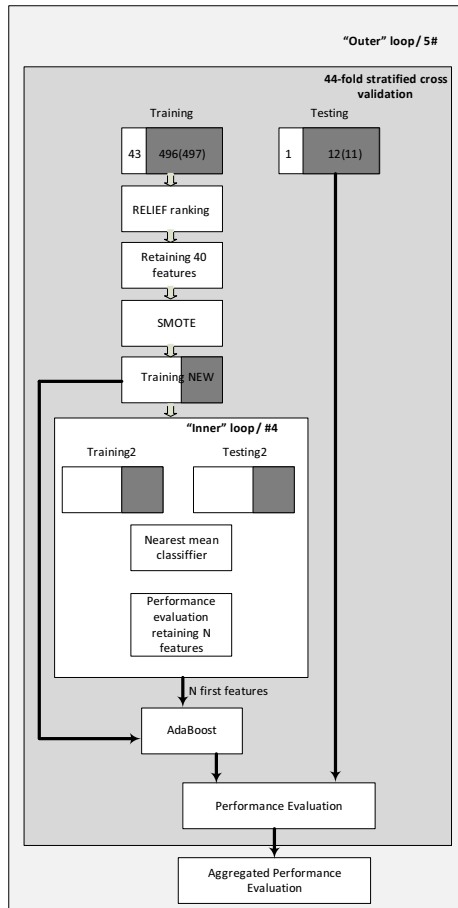 “Outer” loop/ 5#
44-fold stratified cross
validation
Training
Testing
43
496(497)
1
12(11)
RELIEF ranking
Retaining 40
features
SMOTE
Training NEW
“Inner” loop/ #4
Training2
Testing2
Nearest mean
classiffier
Performance
evaluation
retaining N
features
N first features
AdaBoost
Performance Evaluation
Aggregated Performance
Evaluation